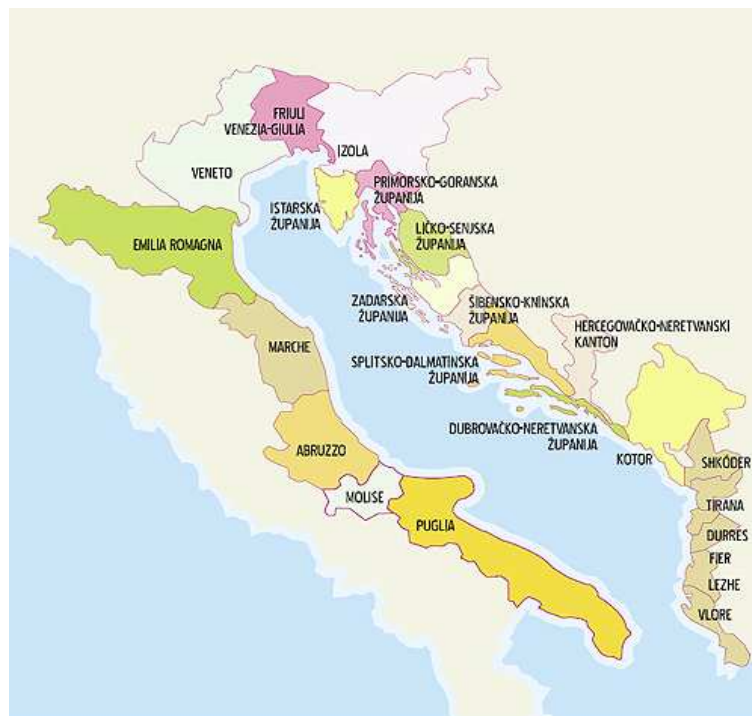 FRIULI
VENEZIA-GIULIA
IZOLA
VENETO
PRIMORSKO-GORANSKA
ŽUPANIJA
ISTARSKA
ŽUPANIJA
LIČKO-SENJSKA
ŽUPANIJA
EMILIA ROMAGNA
ZADARSKA
ŽUPANIJA
ŠIBENSKO-KNINSKA
ŽUPANIJA
HERCEGOVAČKO-NERETVANSKI
KANTON
MARCHE
SPLITSKO-DALMATINSKA
ŽUPANIJA
DUBROVAČKO-NERETVANSKA
ŽUPANIJA
ABRUZZO
KOTOR
SHKÓDER
MOLISE
TIRANA
PUGLIA
DURRES
FIER
LEZHE
VLORE